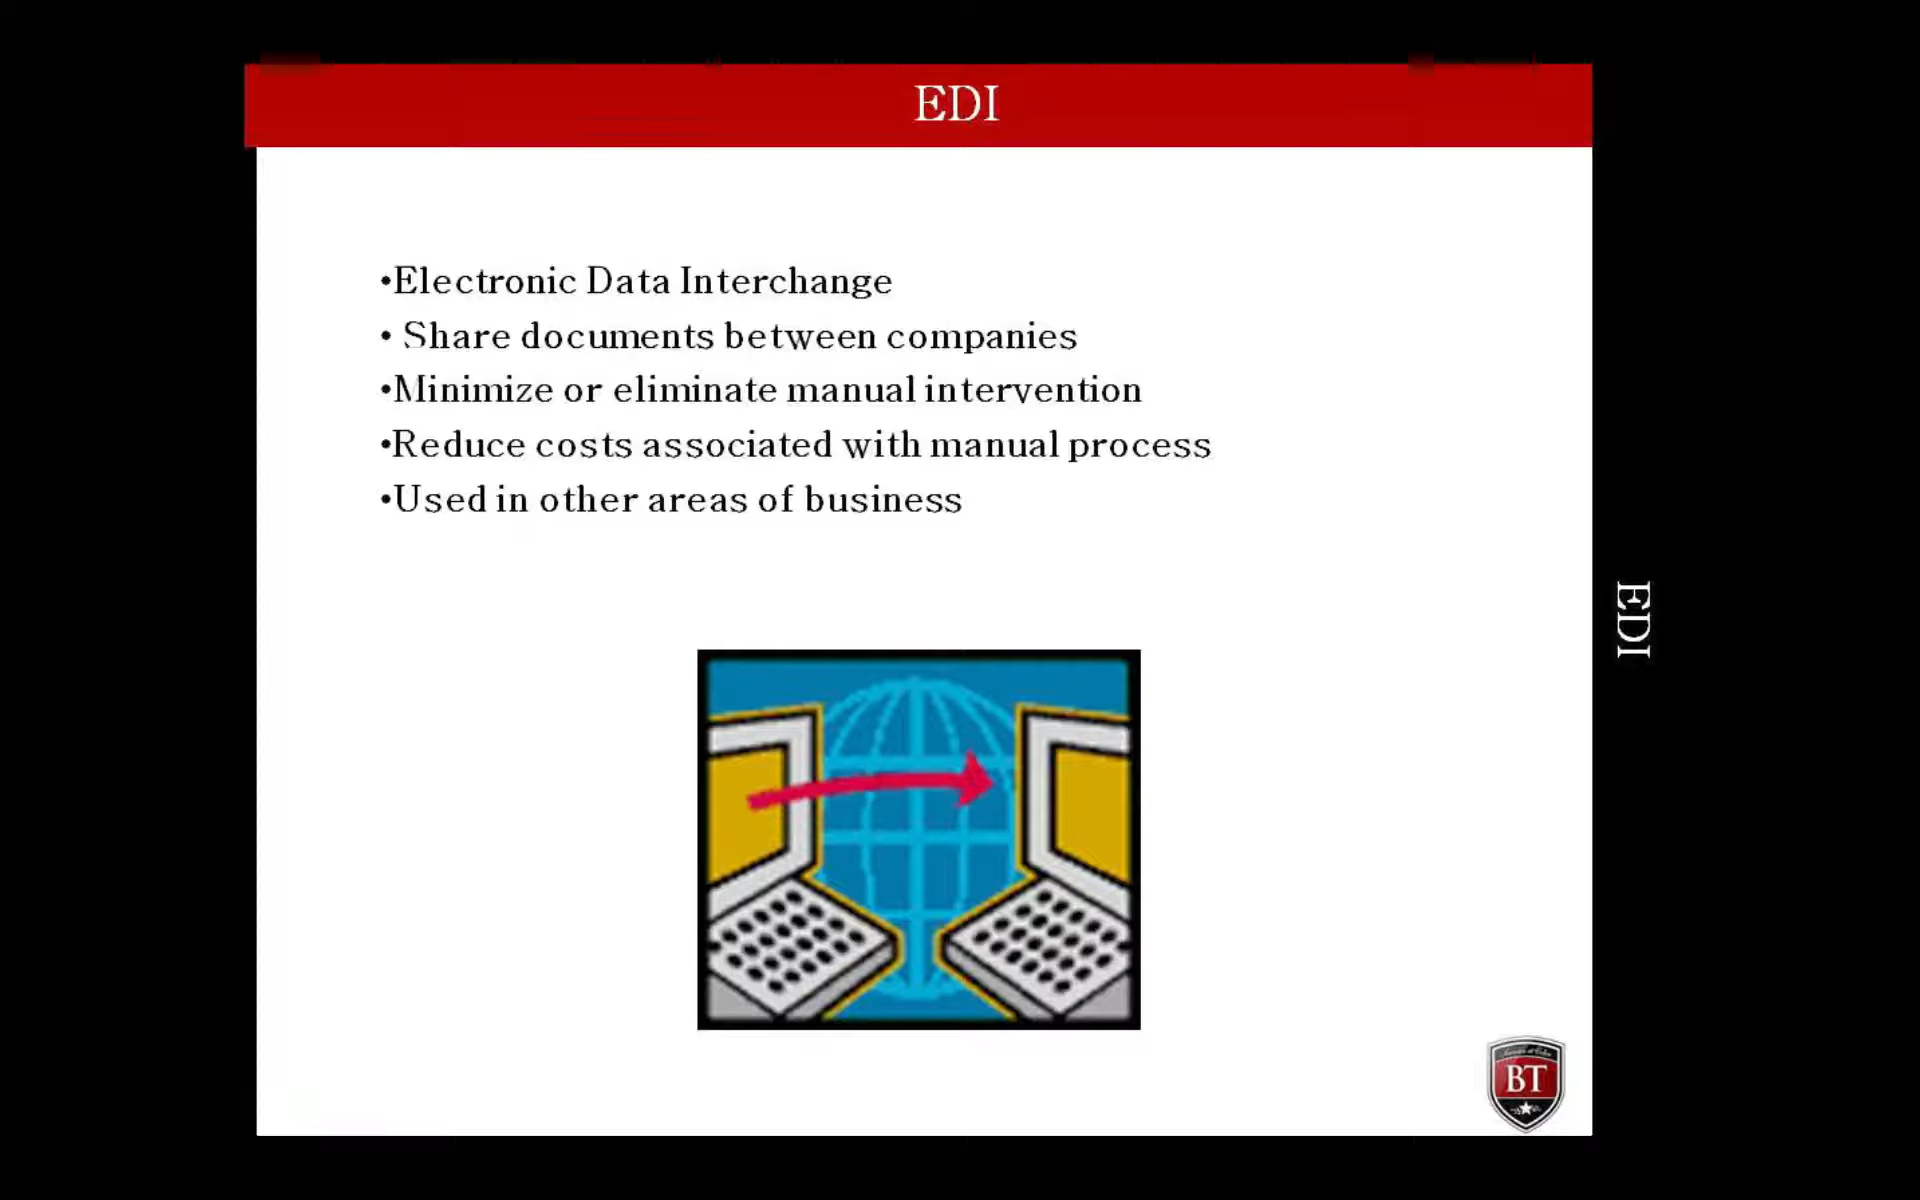 EDI
•Electronic Data Interchange
• Share documents between companies
•Minimize or eliminate manual intervention
•Reduce costs associated with manual process
•Used in other areas of business
EDI
BT